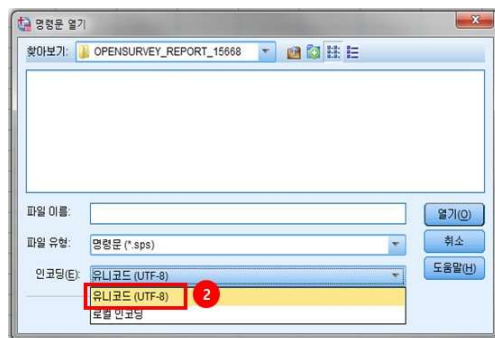 명령문 열기
찾아보기: OPENSURVEY_REPORT_15668
파일 이름: 열기(O)
파일 유형: 명령문 (*.sps) 취소
인코딩(E): 유니코드 (UTF-8) 도움말(H)
유니코드 (UTF-8) 2
로컬 인코딩